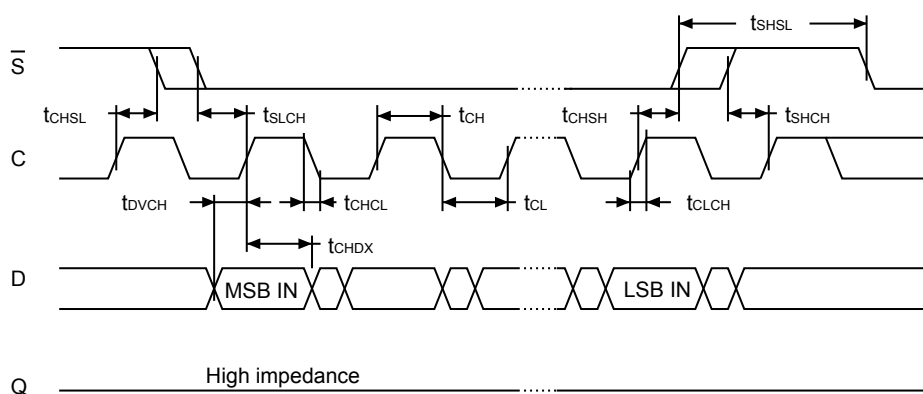 tSHSL
S
tCHSL
tSLCH
tCH
tCHSH
tSHCH
C
tDVCH
tCHCL
tCL
tCLCH
tCHDX
D
MSB IN
LSB IN
High impedance
Q